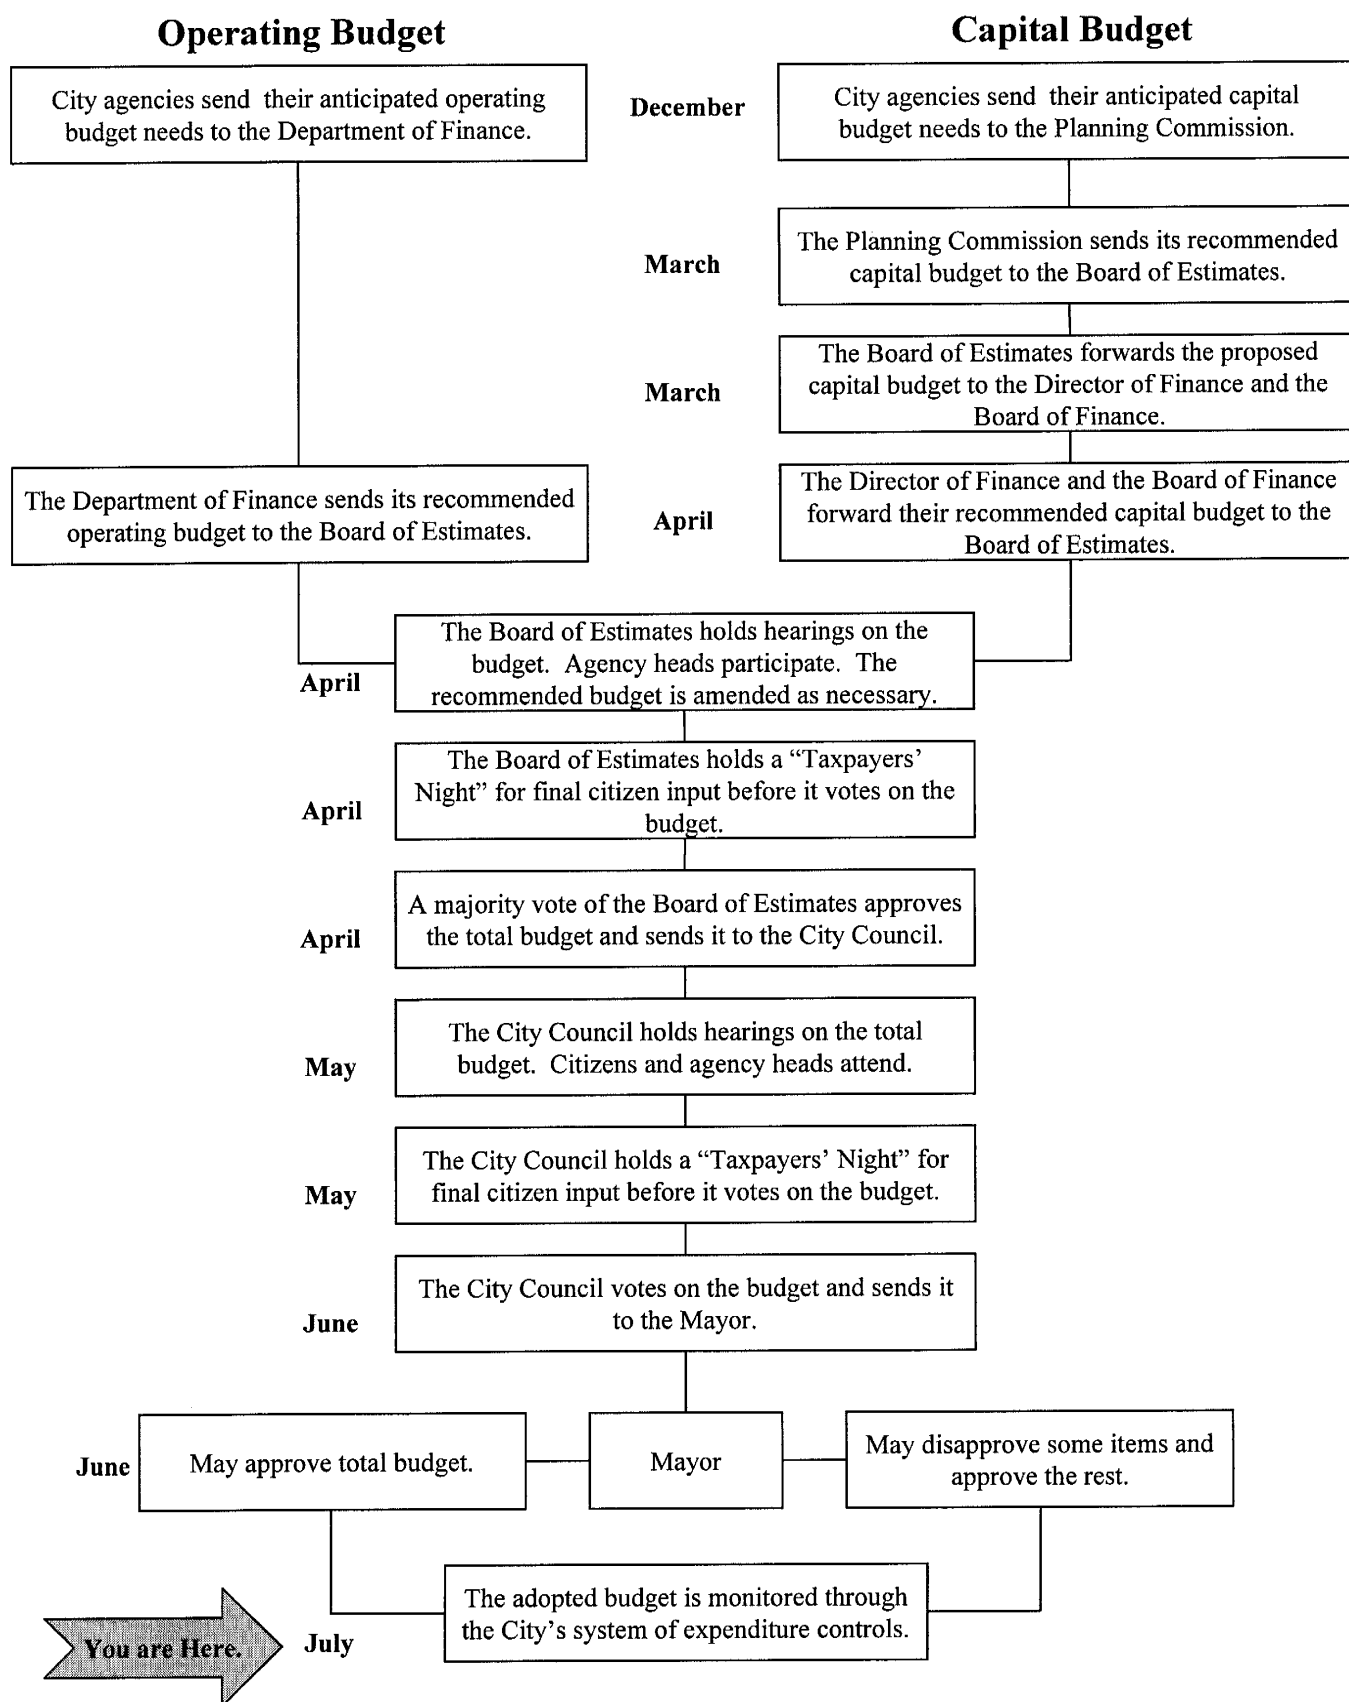 Operating Budget
Capital Budget
City agencies send their anticipated operating
budget needs to the Department of Finance.
December
City agencies send their anticipated capital
budget needs to the Planning Commission.
March
The Planning Commission sends its recommended
capital budget to the Board of Estimates.
March
The Board of Estimates forwards the proposed
capital budget to the Director of Finance and the
Board of Finance.
The Department of Finance sends its recommended
operating budget to the Board of Estimates.
April
The Director of Finance and the Board of Finance
forward their recommended capital budget to the
Board of Estimates.
April
The Board of Estimates holds hearings on the
budget. Agency heads participate. The
recommended budget is amended as necessary.
April
The Board of Estimates holds a “Taxpayers’
Night” for final citizen input before it votes on the
budget.
April
A majority vote of the Board of Estimates approves
the total budget and sends it to the City Council.
May
The City Council holds hearings on the total
budget. Citizens and agency heads attend.
May
The City Council holds a “Taxpayers’ Night” for
final citizen input before it votes on the budget.
June
The City Council votes on the budget and sends it
to the Mayor.
June
May approve total budget.
Mayor
May disapprove some items and
approve the rest.
You are Here.
July
The adopted budget is monitored through
the City’s system of expenditure controls.